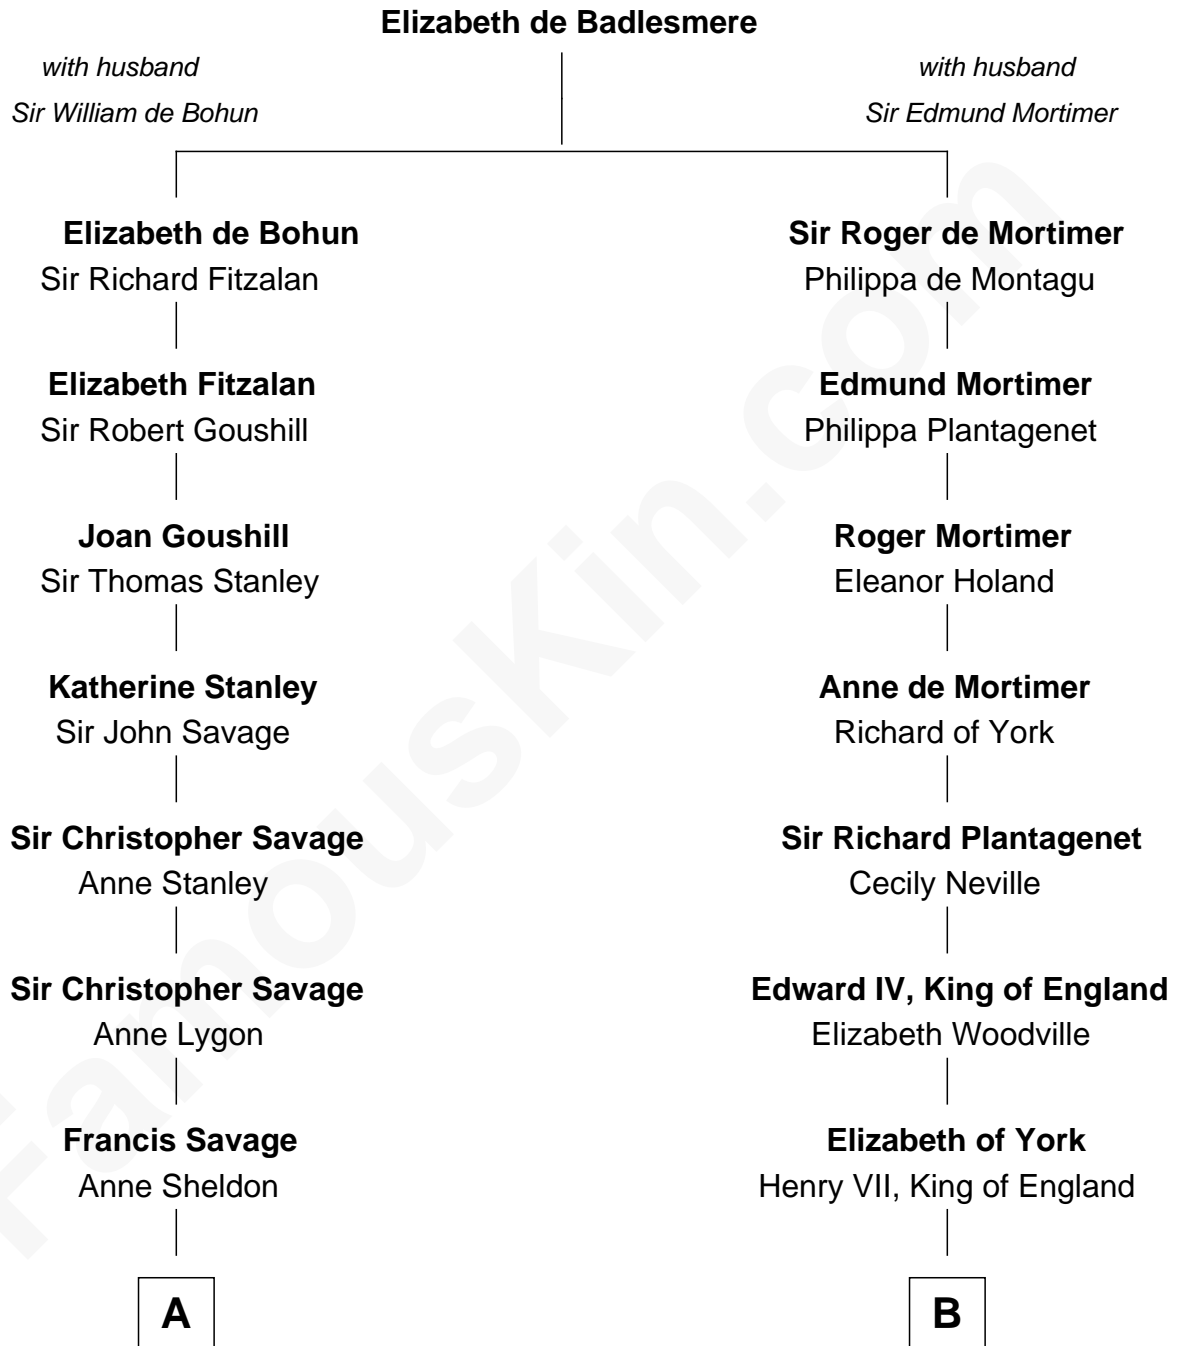 Elizabeth de Badlesmere
with husband
Sir William de Bohun
with husband
Sir Edmund Mortimer
Elizabeth de Bohun
Sir Richard Fitzalan
Sir Roger de Mortimer
Philippa de Montagu
Elizabeth Fitzalan
Sir Robert Goushill
Edmund Mortimer
Philippa Plantagenet
Joan Goushill
Sir Thomas Stanley
Roger Mortimer
Eleanor Holand
Katherine Stanley
Sir John Savage
Anne de Mortimer
Richard of York
Sir Christopher Savage
Anne Stanley
Sir Richard Plantagenet
Cecily Neville
Sir Christopher Savage
Anne Lygon
Edward IV, King of England
Elizabeth Woodville
Francis Savage
Anne Sheldon
Elizabeth of York
Henry VII, King of England
A
B
FamousKin.com